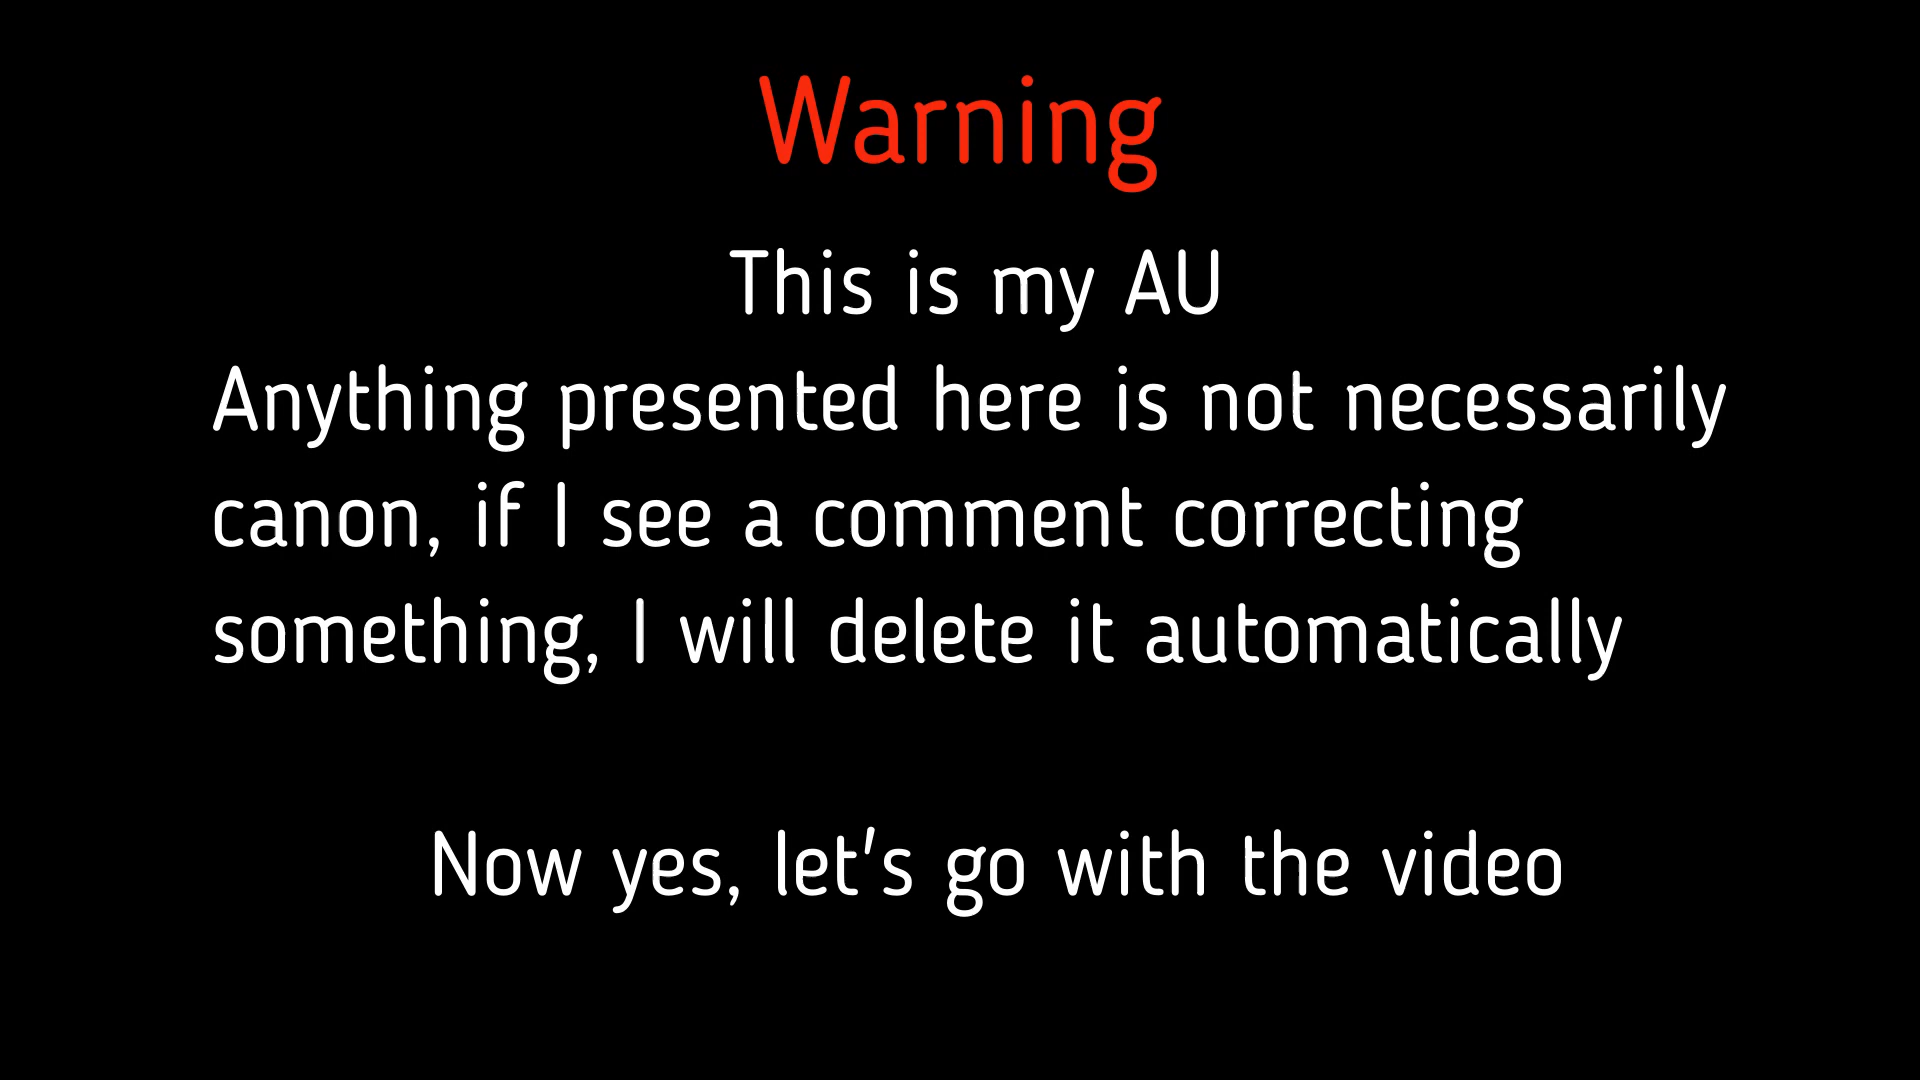 Warning
This is my AU
Anything presented here is not necessarily
canon, if I see a comment correcting
something, I will delete it automatically
Now yes, let's go with the video